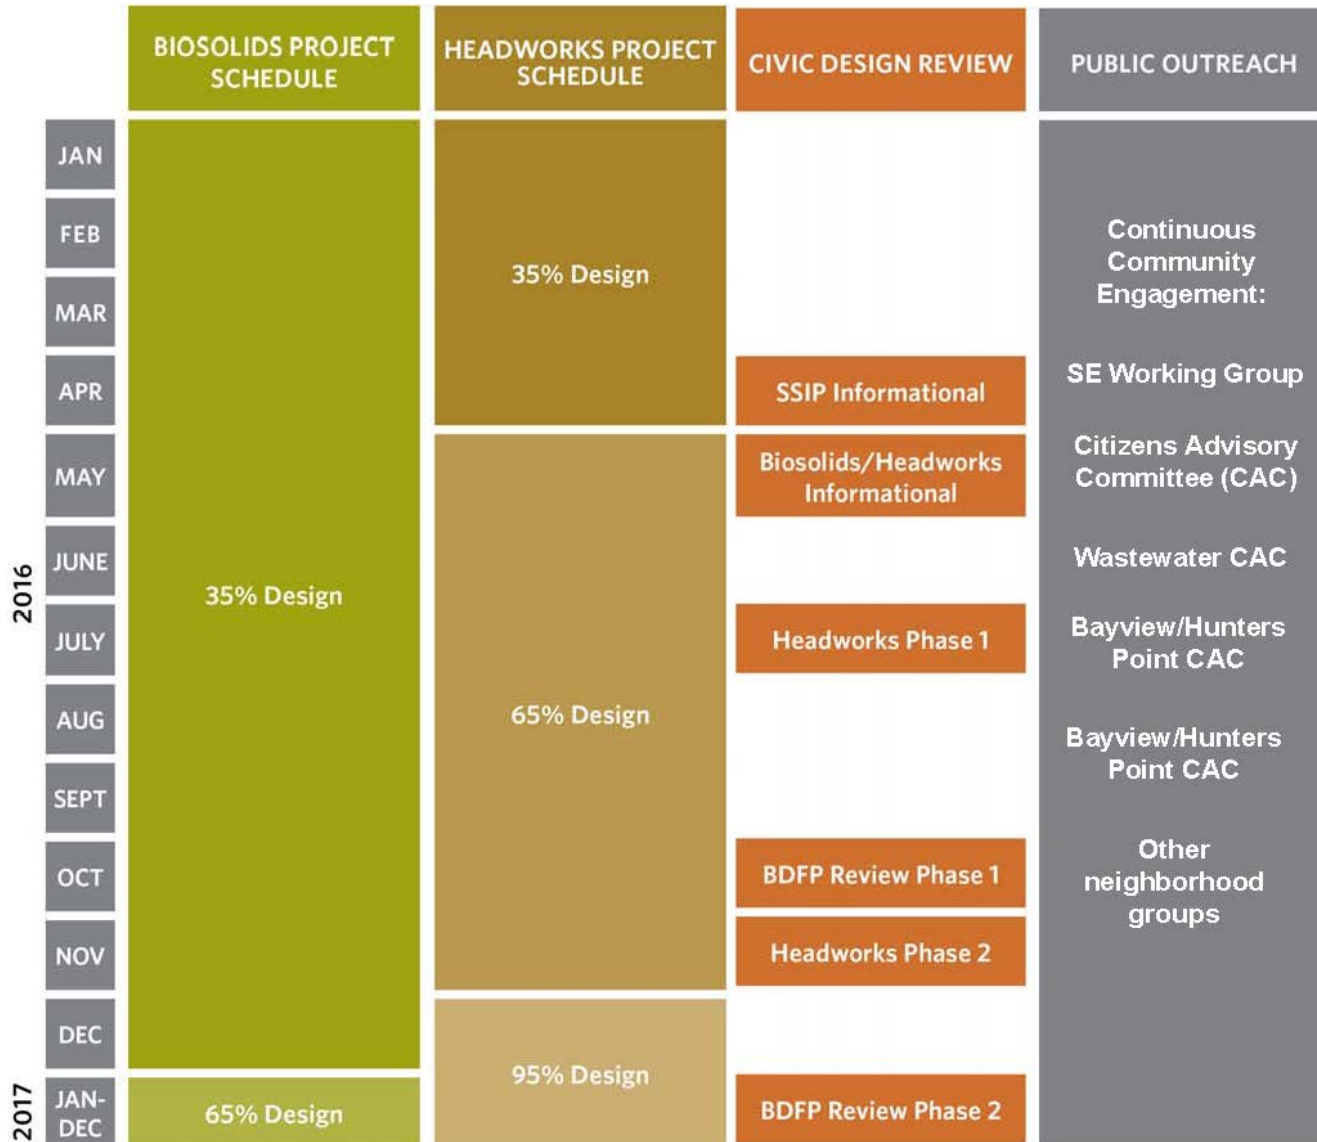 BIOSOLIDS PROJECT
SCHEDULE
HEADWORKS PROJECT
SCHEDULE
CIVIC DESIGN REVIEW
PUBLIC OUTREACH
2016
JAN
FEB
MAR
APR
MAY
JUNE
JULY
AUG
SEPT
OCT
NOV
DEC
2017
JAN-
DEC
35% Design
65% Design
35% Design
65% Design
95% Design
SSIP Informational
Biosolids/Headworks
Informational
Headworks Phase 1
BDFP Review Phase 1
Headworks Phase 2
BDFP Review Phase 2
Continuous
Community
Engagement:
SE Working Group
Citizens Advisory
Committee (CAC)
Wastewater CAC
Bayview/Hunters
Point CAC
Bayview/Hunters
Point CAC
Other
neighborhood
groups